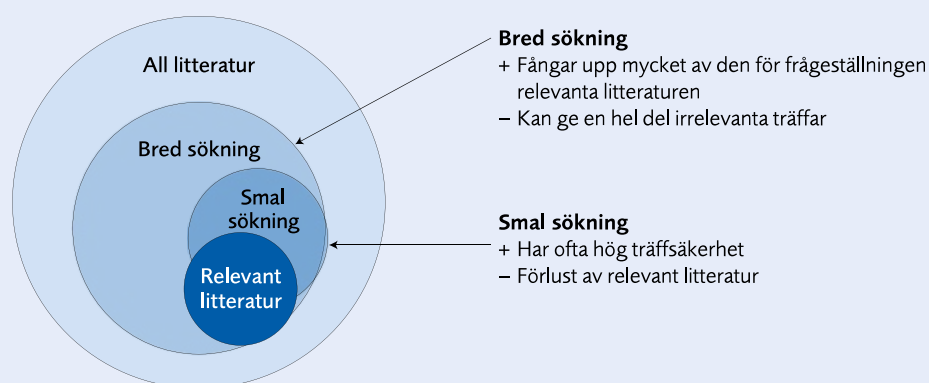 All litteratur
Bred sökning
Smal
sökning
Relevant
litteratur
Bred sökning
+ Fångar upp mycket av den för frågeställningen
relevanta litteraturen
– Kan ge en hel del irrelevanta träffar
Smal sökning
+ Har ofta hög träffsäkerhet
– Förlust av relevant litteratur